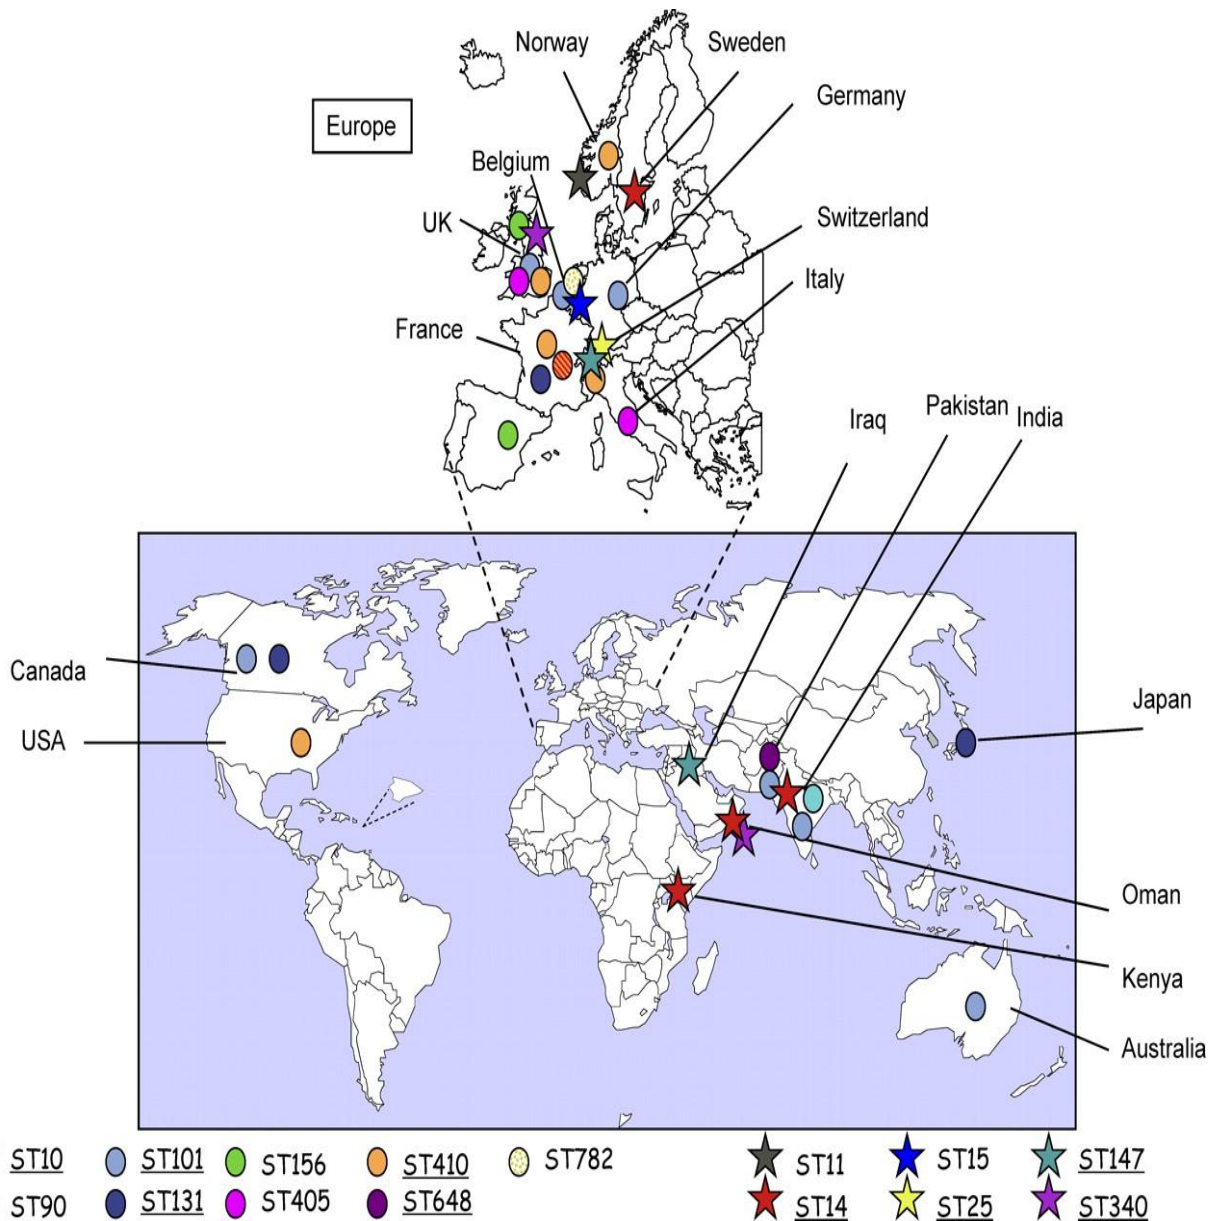 Norway
Sweden
Germany
Europe
Belgium
UK
Switzerland
Italy
France
Iraq
Pakistan
India
Canada
USA
Japan
Oman
Kenya
Australia
ST10 ST101 ST156 ST410 ST782 ST11 ST15 ST147
ST90 ST131 ST405 ST648 ST14 ST25 ST340